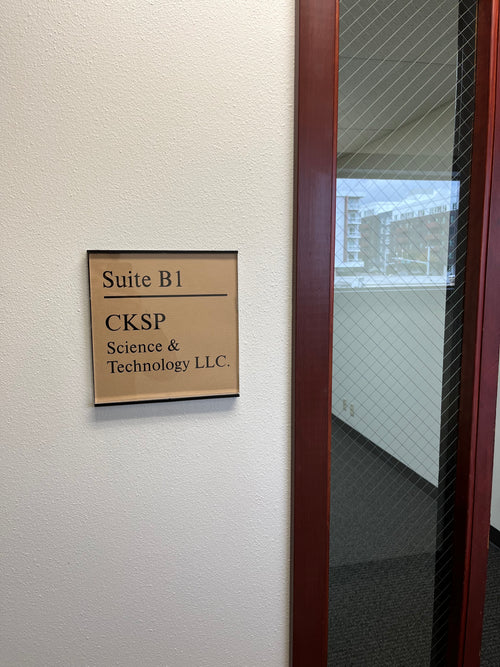 Suite B1
CKSP
Science &
Technology LLC.